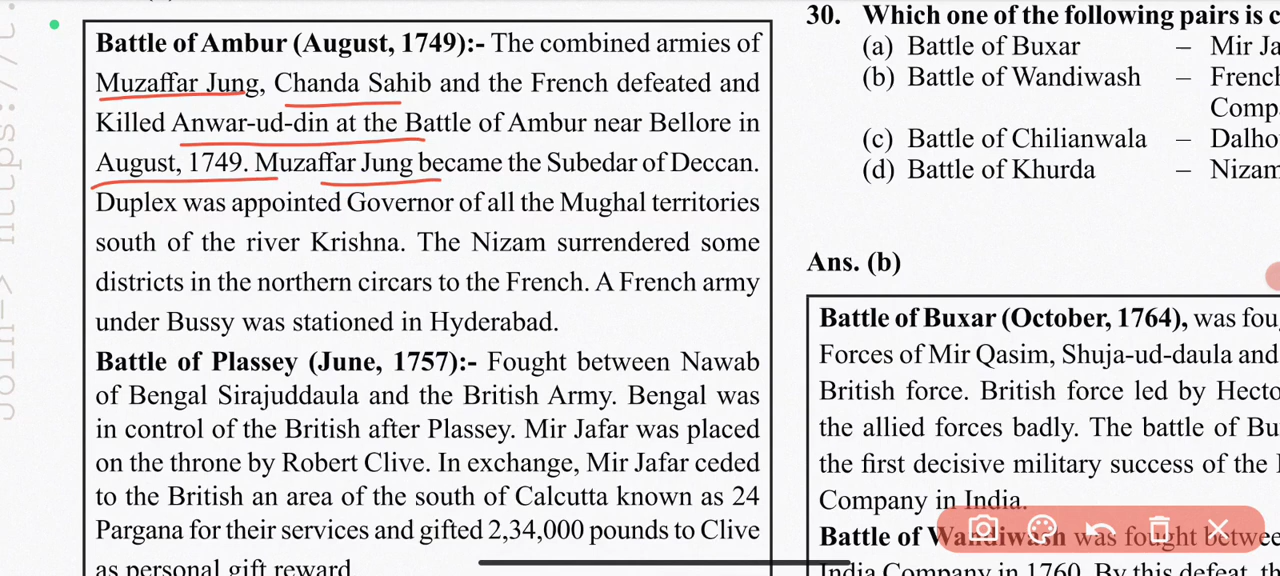 Battle of Ambur (August, 1749):- The combined armies of
Muzaffar Jung, Chanda Sahib and the French defeated and
Killed Anwar-ud-din at the Battle of Ambur near Bellore in
August, 1749. Muzaffar Jung became the Subedar of Deccan.
Duplex was appointed Governor of all the Mughal territories
south of the river Krishna. The Nizam surrendered some
districts in the northern circars to the French. A French army
under Bussy was stationed in Hyderabad.
Battle of Plassey (June, 1757):- Fought between Nawab
of Bengal Sirajuddaula and the British Army. Bengal was
in control of the British after Plassey. Mir Jafar was placed
on the throne by Robert Clive. In exchange, Mir Jafar ceded
to the British an area of the south of Calcutta known as 24
Pargana for their services and gifted 2,34,000 pounds to Clive
as personal gift reward
30. Which one of the following pairs is
(a) Battle of Buxar – Mir
(b) Battle of Wandiwash – French
Comp
(c) Battle of Chilianwala – Dalho
(d) Battle of Khurda – Nizam
Ans. (b)
Battle of Buxar (October, 1764), was fou
Forces of Mir Qasim, Shuja-ud-daula and
British force. British force led by Hecto
the allied forces badly. The battle of Bu
the first decisive military success of the
Company in India.
Battle of Wandiwash was fought betwee
India Company in 1760. By this defeat, th
Join-> https://t.